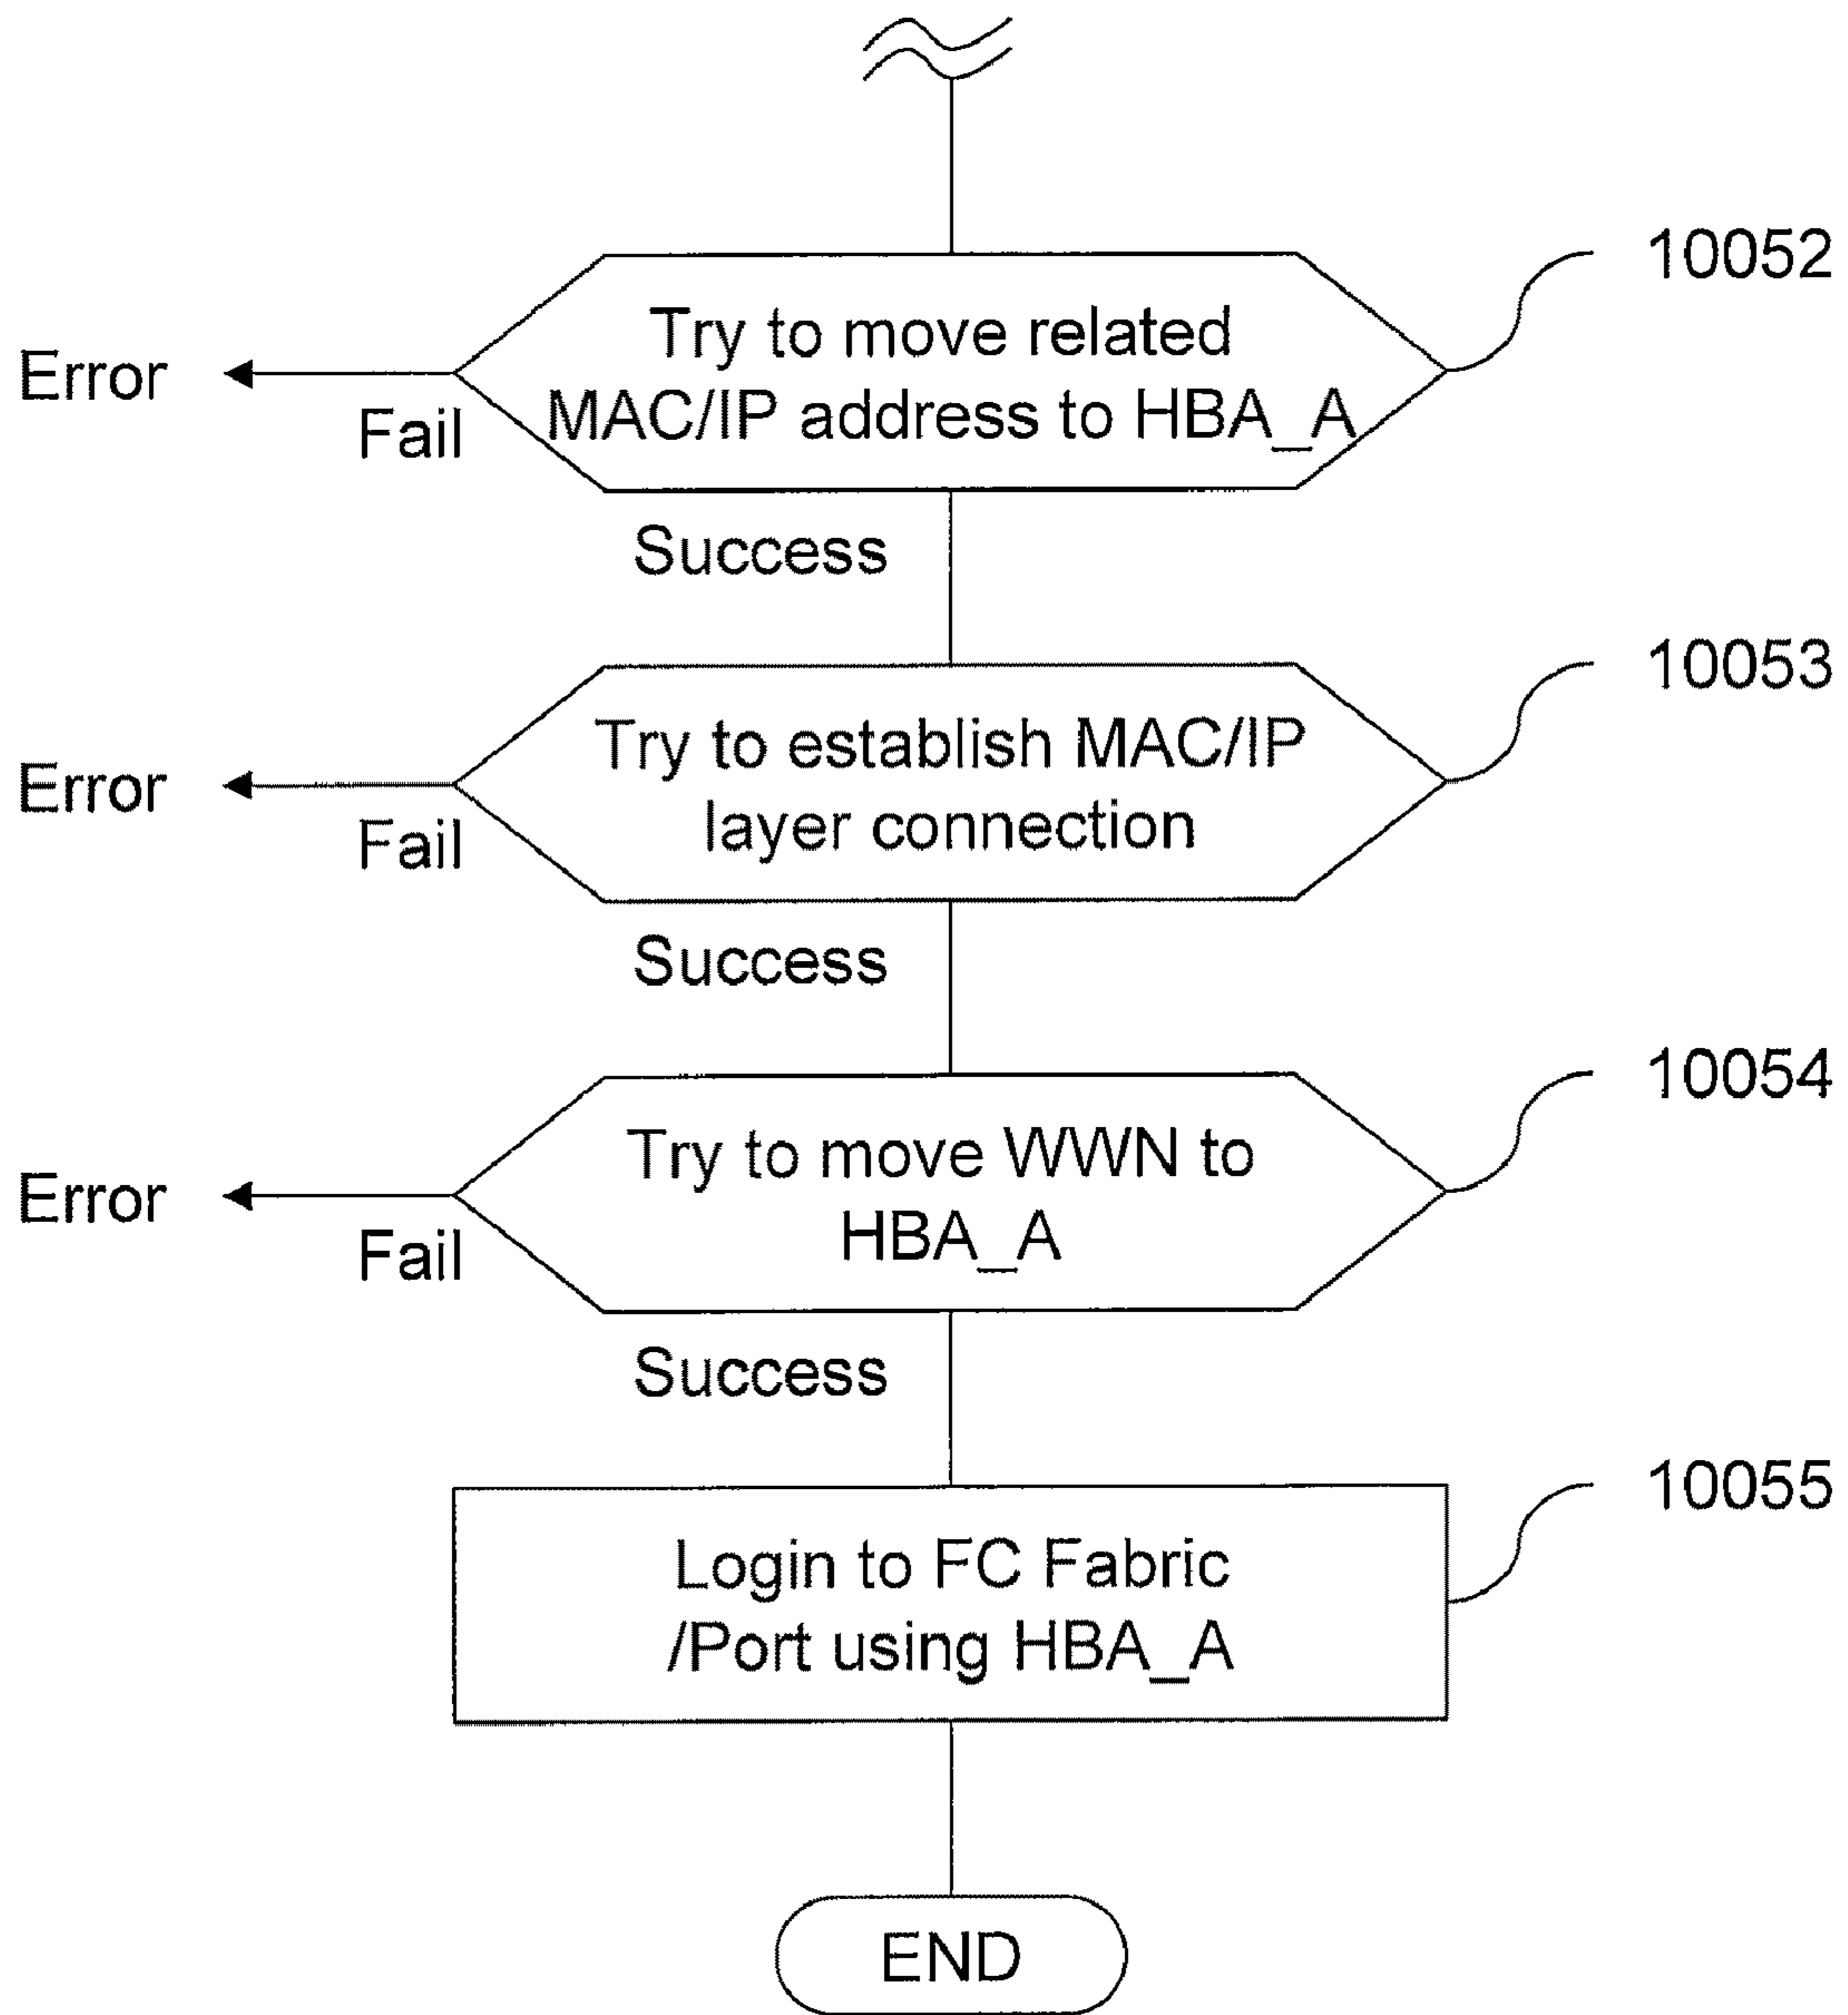 10052
Try to move related
MAC/IP address to HBA_A
Error
Fail
Success
10053
Try to establish MAC/IP
layer connection
Error
Fail
Success
10054
Try to move WWN to
HBA_A
Error
Fail
Success
10055
Login to FC Fabric
/Port using HBA_A
END